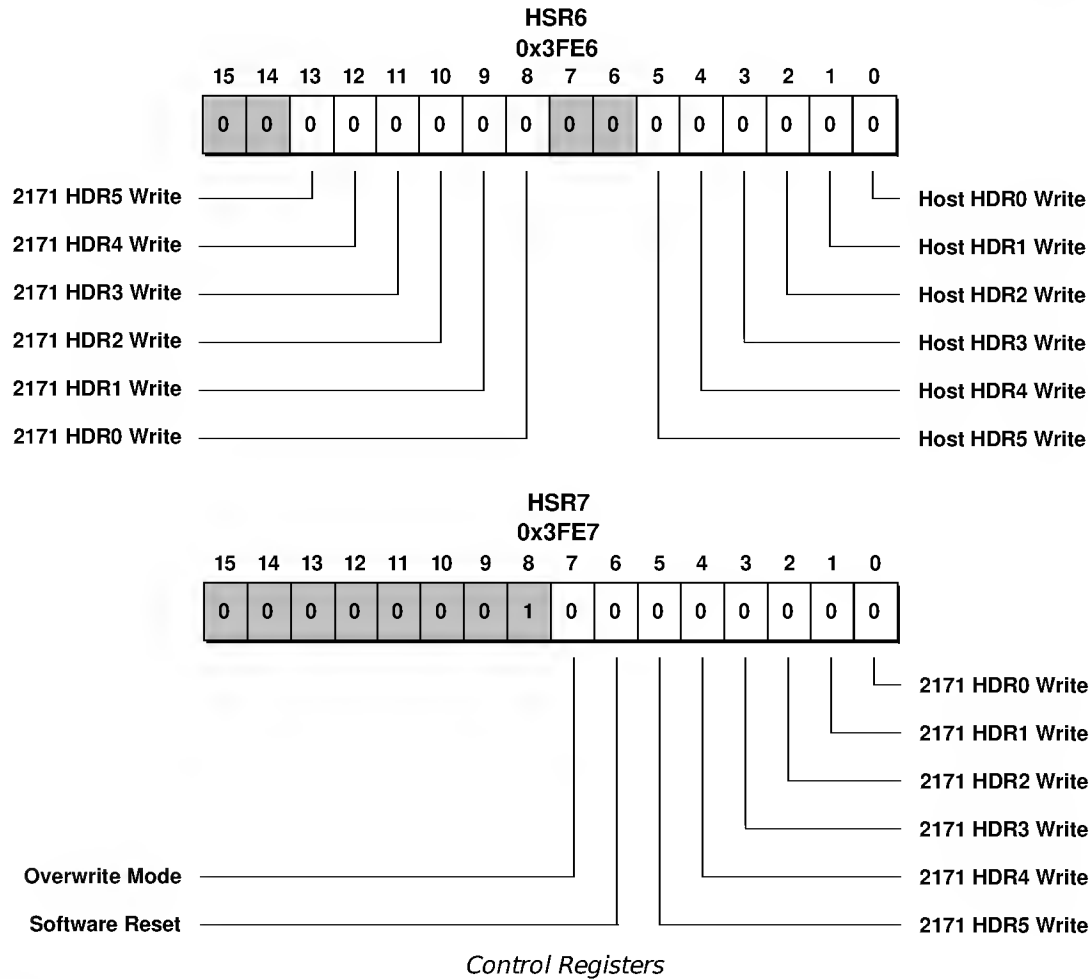 HSR6
0x3FE6
15 14 13 12 11 10 9 8 7 6 5 4 3 2 1 0
0 0 0 0 0 0 0 0 0 0 0 0 0 0 0 0
2171 HDR5 Write Host HDR0 Write
2171 HDR4 Write Host HDR1 Write
2171 HDR3 Write Host HDR2 Write
2171 HDR2 Write Host HDR3 Write
2171 HDR1 Write Host HDR4 Write
2171 HDR0 Write Host HDR5 Write
HSR7
0x3FE7
15 14 13 12 11 10 9 8 7 6 5 4 3 2 1 0
0 0 0 0 0 0 0 1 0 0 0 0 0 0 0 0
2171 HDR0 Write
2171 HDR1 Write
2171 HDR2 Write
2171 HDR3 Write
Overwrite Mode 2171 HDR4 Write
Software Reset 2171 HDR5 Write
Control Registers